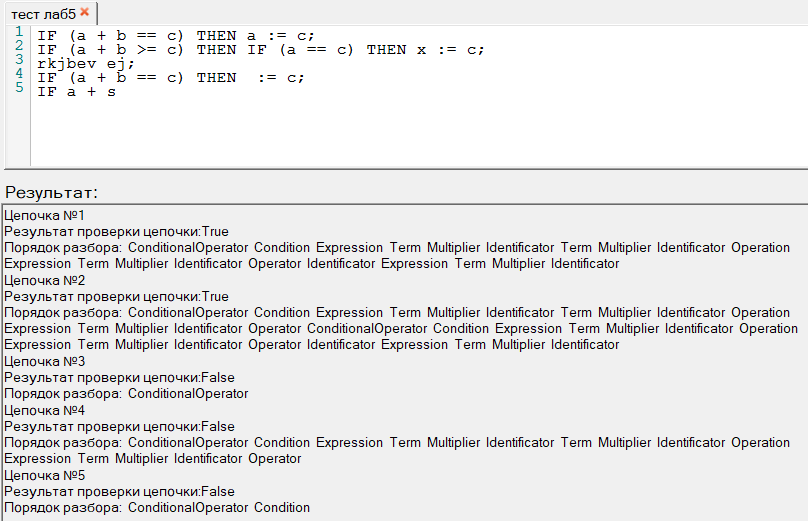 тест лаб5
1 IF (a + b == c) THEN a := c;
2 IF (a + b >= c) THEN IF (a == c) THEN x := c;
3 rkjbev ej;
4 IF (a + b == c) THEN  := c;
5 IF a + s
Результат:
Цепочка №1
Результат проверки цепочки:True
Порядок разбора: ConditionalOperator Condition Expression Term Multiplier Identificator Term Multiplier Identificator Operation
Expression Term Multiplier Identificator Operator Identificator Expression Term Multiplier Identificator
Цепочка №2
Результат проверки цепочки:True
Порядок разбора: ConditionalOperator Condition Expression Term Multiplier Identificator Term Multiplier Identificator Operation
Expression Term Multiplier Identificator Operator ConditionalOperator Condition Expression Term Multiplier Identificator Operation
Expression Term Multiplier Identificator Operator Identificator Expression Term Multiplier Identificator
Цепочка №3
Результат проверки цепочки:False
Порядок разбора: ConditionalOperator
Цепочка №4
Результат проверки цепочки:False
Порядок разбора: ConditionalOperator Condition Expression Term Multiplier Identificator Term Multiplier Identificator Operation
Expression Term Multiplier Identificator Operator
Цепочка №5
Результат проверки цепочки:False
Порядок разбора: ConditionalOperator Condition